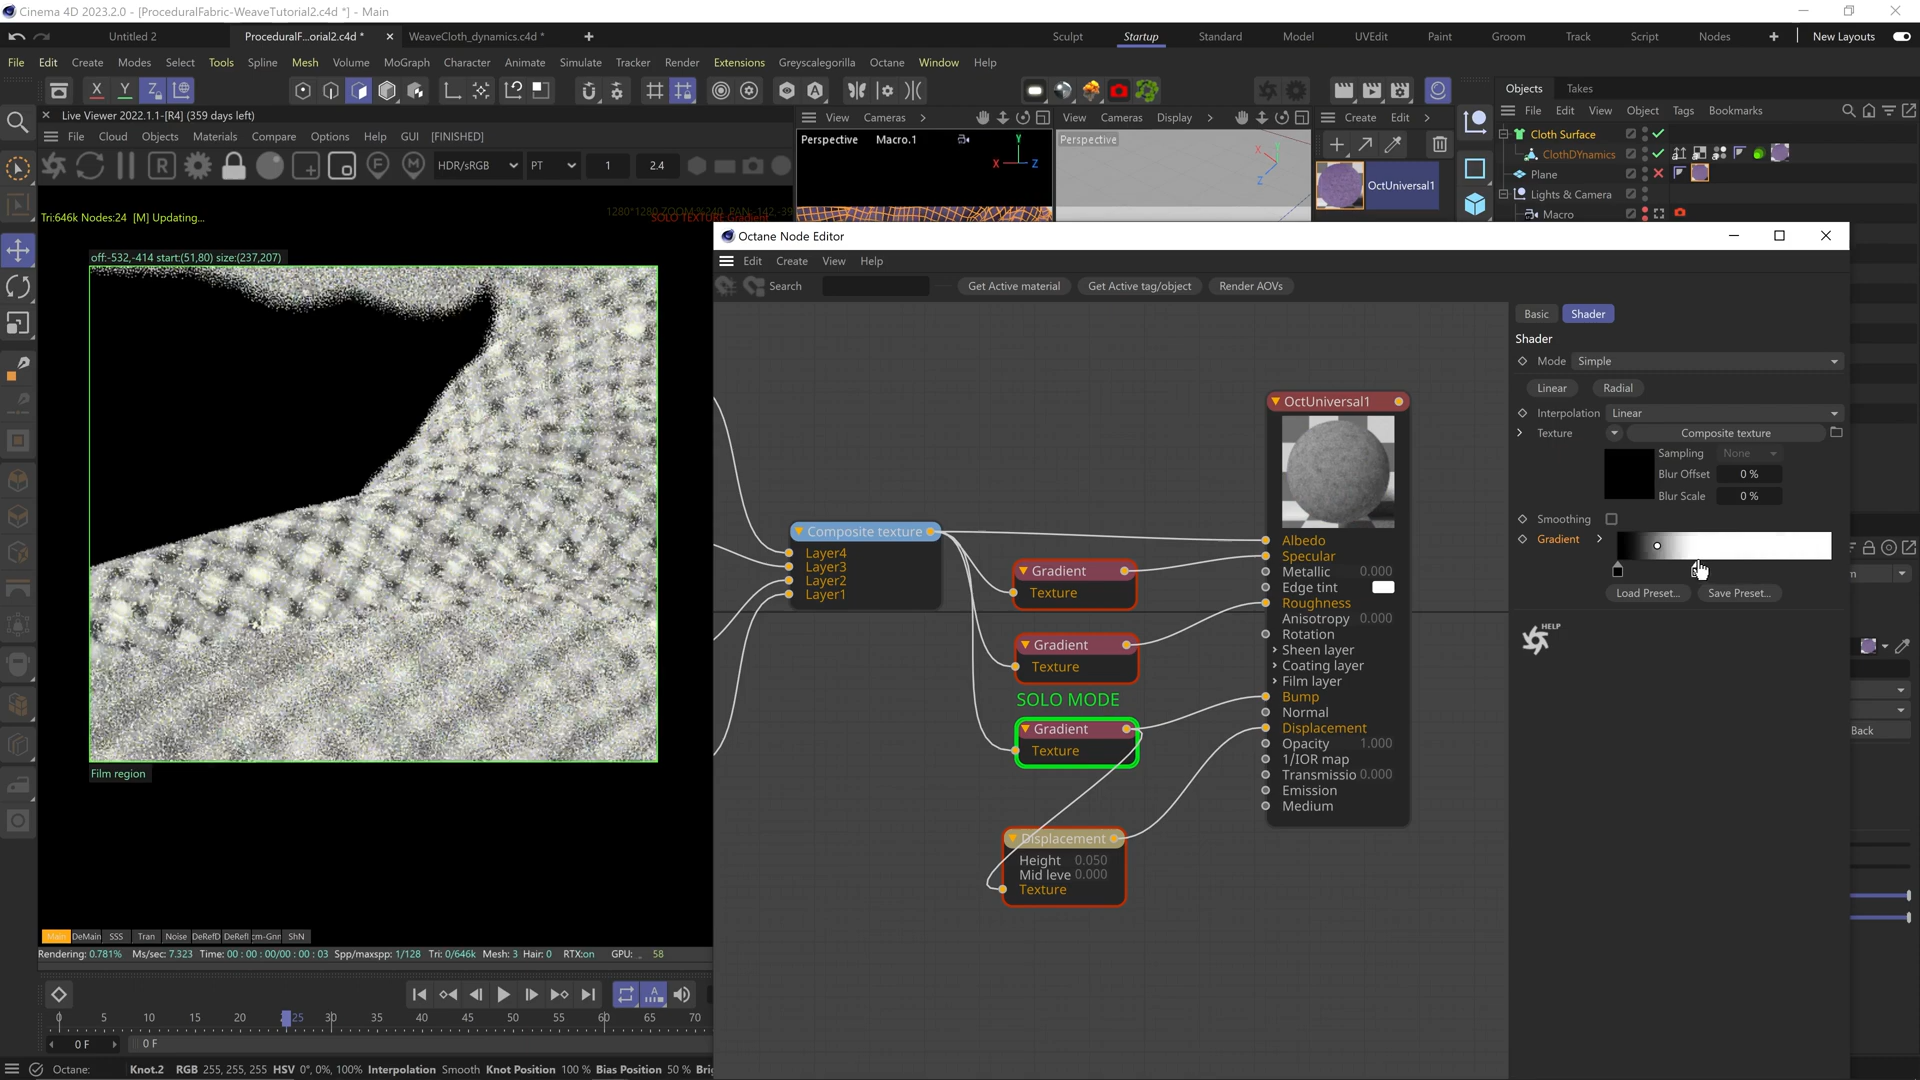 Cinema 4D 2023.2.0 - [ProceduralFabric-WeaveTutorial2.c4d *] - Main
Untitled 2
ProceduralF...orial2.c4d *
WeaveCloth_dynamics.c4d *
Sculpt Startup Standard Model UVEdit Paint Groom Track Script Nodes New Layouts
File Edit Create Modes Select Tools Spline Mesh Volume MoGraph Character Animate Simulate Tracker Render Extensions Greyscalegorilla Octane Window Help
X Y Z
Objects Takes
File Edit View Object Tags Bookmarks
Live Viewer 2022.1.1-[R4] (359 days left)
File Cloud Objects Materials Compare Options Help GUI [FINISHED]
HDR/sRGB PT 1 2.4
View Cameras
Perspective Macro.1
View Cameras Display
Perspective
Create Edit
OctUniversal1
Cloth Surface
ClothDYnamics
Plane
Lights & Camera
Macro
Tri:646k Nodes:24 [M] Updating...
off:-532,-414 start:(51,80) size:(237,207)
Film region
Octane Node Editor
Edit Create View Help
Search
Get Active material
Get Active tag/object
Render AOVs
Composite texture
Layer4
Layer3
Layer2
Layer1
Gradient
Texture
Gradient
Texture
SOLO MODE
Gradient
Texture
Displacement
Height 0.050
Mid leve 0.000
Texture
OctUniversal1
Albedo
Specular
Metallic 0.000
Edge tint
Roughness
Anisotropy 0.000
Rotation
Sheen layer
Coating layer
Film layer
Bump
Normal
Displacement
Opacity 1.000
1/IOR map
Transmissio 0.000
Emission
Medium
Basic Shader
Shader
Mode Simple
Linear Radial
Interpolation Linear
Texture Composite texture
Sampling None
Blur Offset 0 %
Blur Scale 0 %
Smoothing
Gradient
Load Preset...
Save Preset...
HELP
Back
Main DeMain SSS Tran Noise DeRefD DeRefl ShN
Rendering: 0.781% Ms/sec: 7.323 Time: 00 : 00 : 00/00 : 00 : 03 Spp/maxspp: 1/128 Tri: 0/646k Mesh: 3 Hair: 0 RTX:on GPU: 58
0 5 10 15 20 25 30 35 40 45 50 55 60 65 70
0 F 0 F
Octane: Knot.2 RGB 255, 255, 255 HSV 0°, 0%, 100% Interpolation Smooth Knot Position 100 % Bias Position 50 %